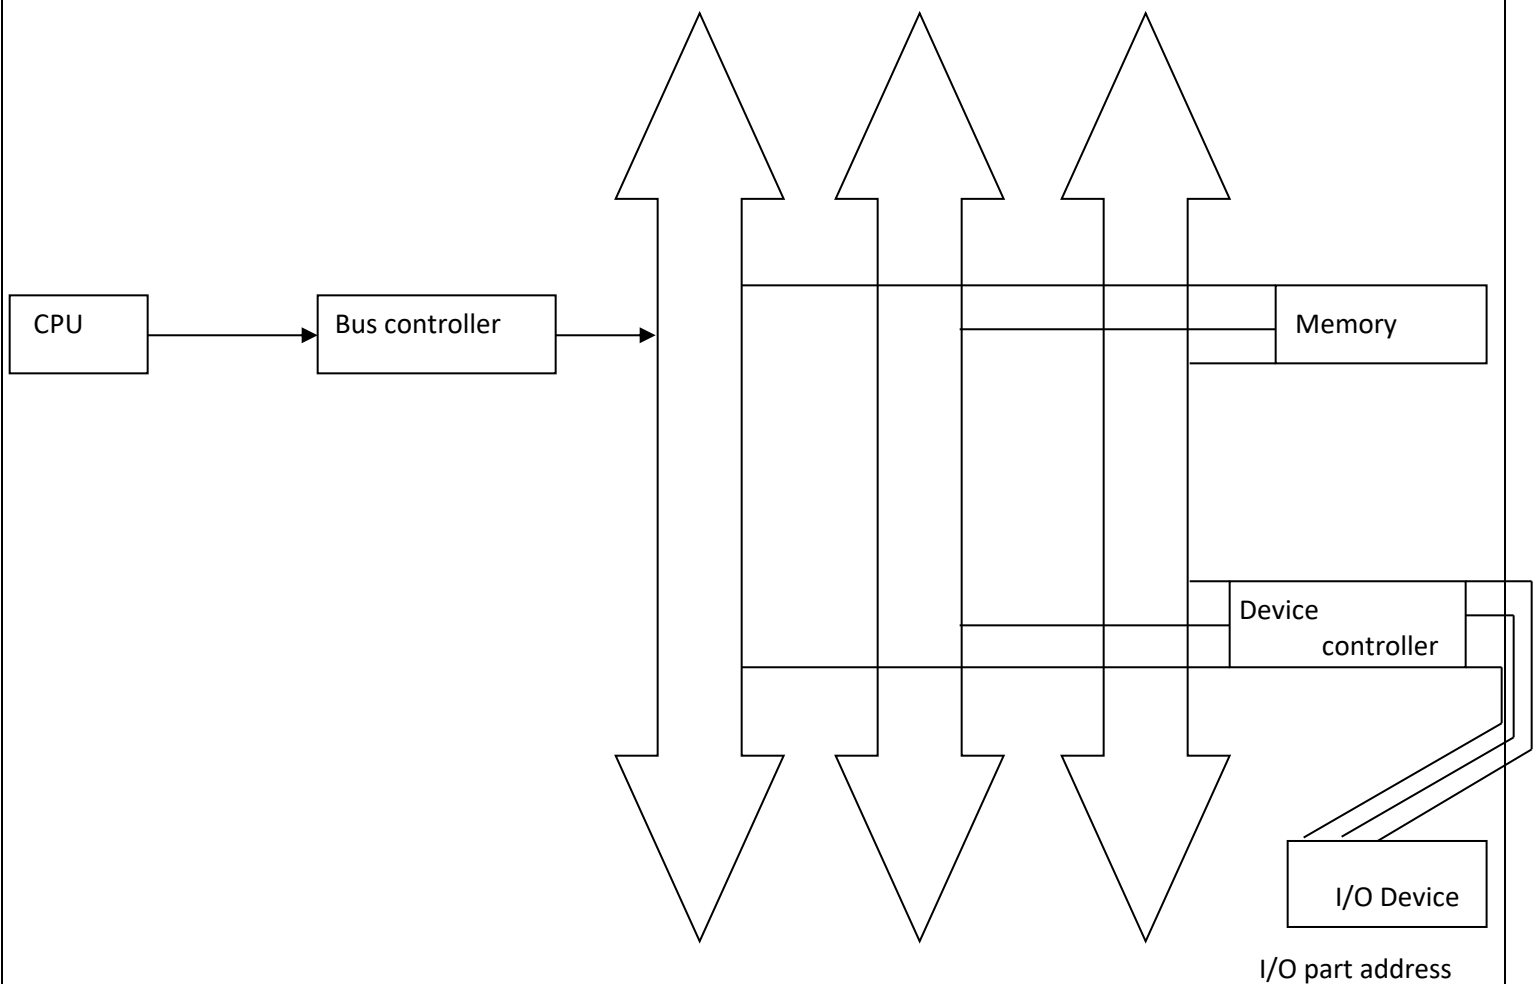 CPU
Bus controller
Memory
Device
controller
I/O Device
I/O part address